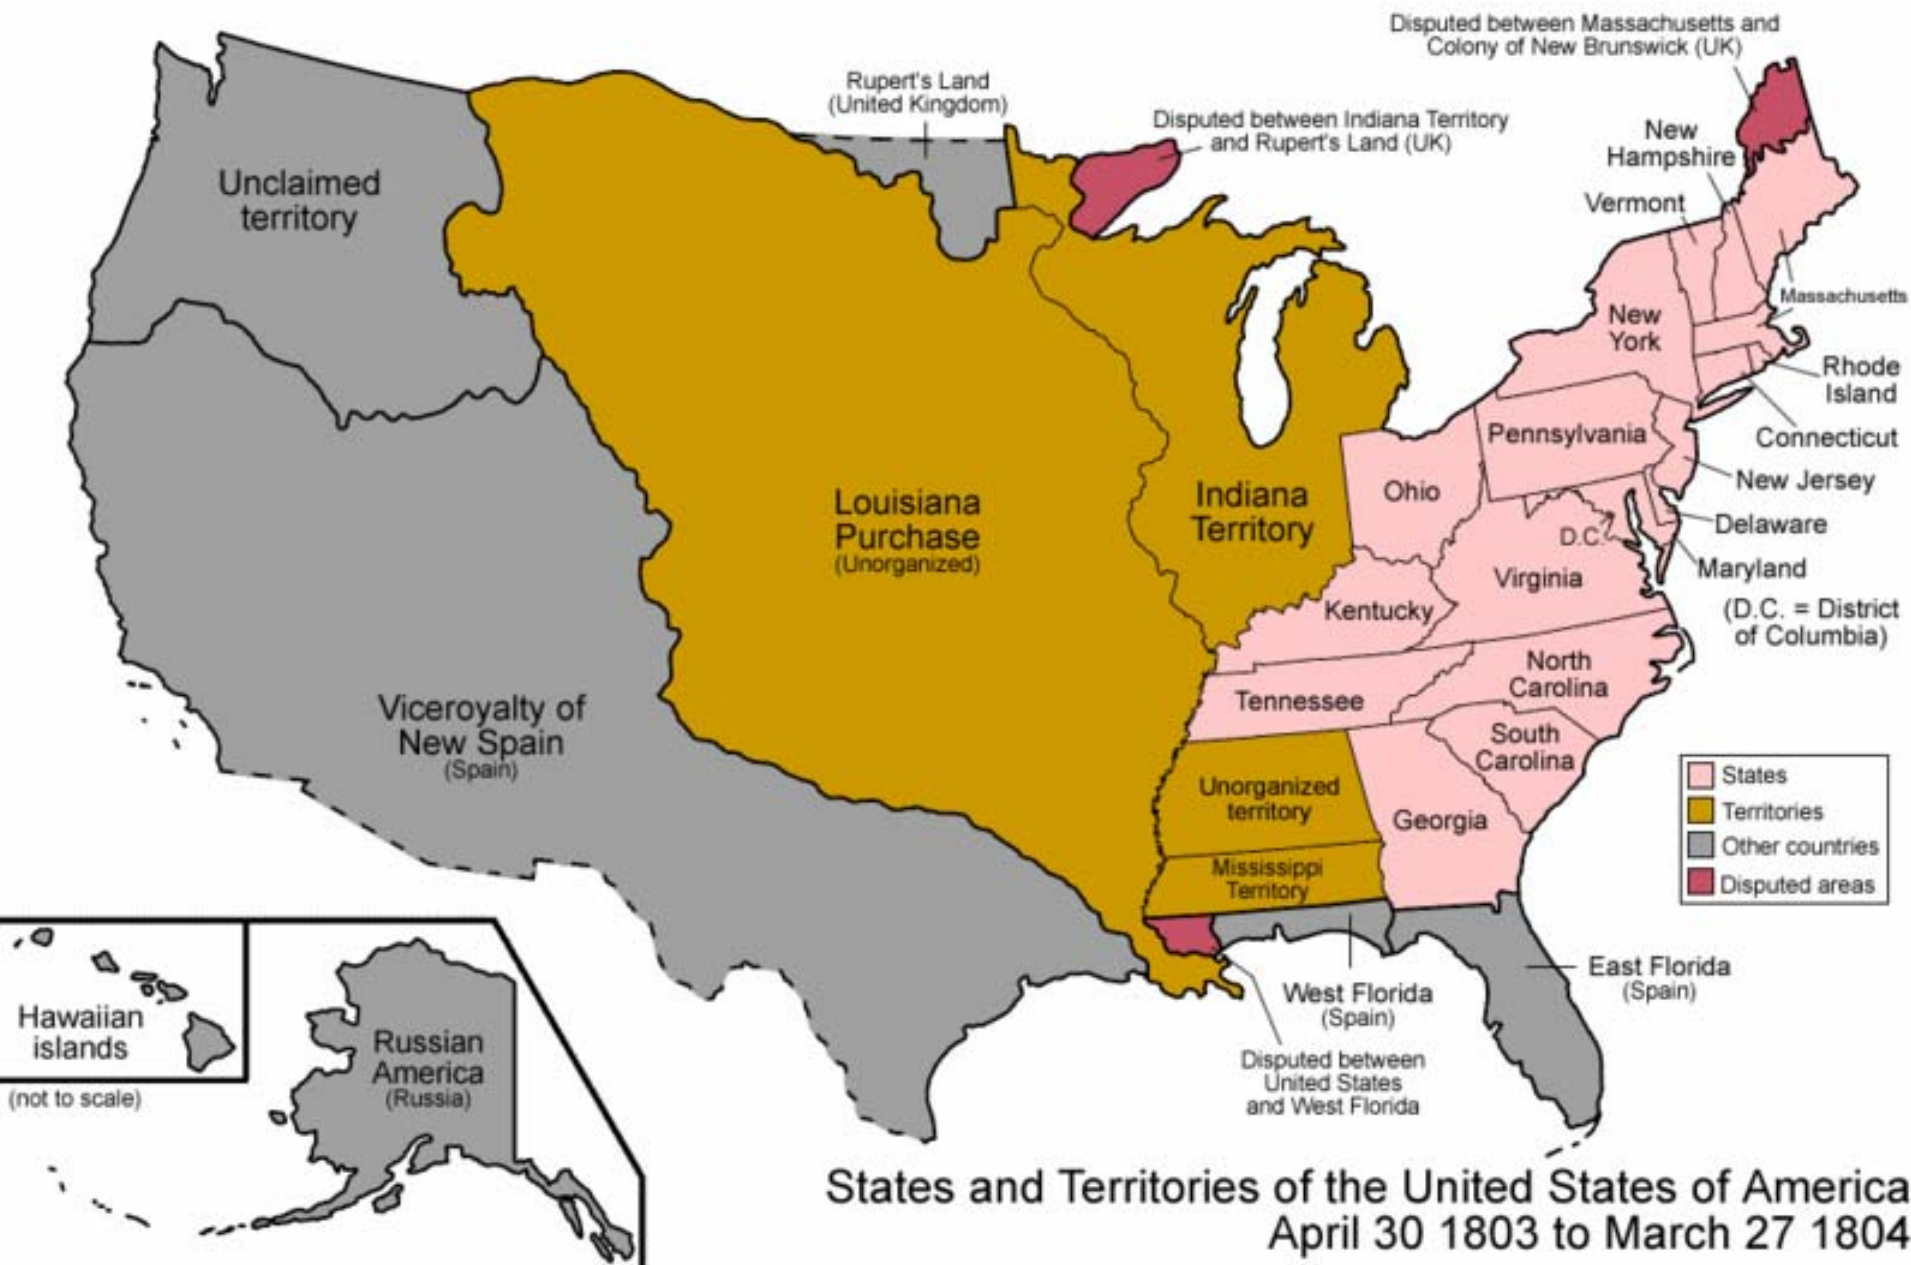 Disputed between Massachusetts and
Colony of New Brunswick (UK)
Rupert's Land
(United Kingdom)
Disputed between Indiana Territory
and Rupert's Land (UK)
New
Hampshire
Vermont
Unclaimed
territory
Massachusetts
New
York
Rhode
Island
Connecticut
Pennsylvania
New Jersey
Ohio
Indiana
Territory
Louisiana
Purchase
(Unorganized)
Delaware
D.C.
Maryland
Virginia
(D.C. = District
of Columbia)
Kentucky
North
Carolina
Tennessee
Viceroyalty of
New Spain
(Spain)
South
Carolina
Unorganized
territory
Georgia
Mississippi
Territory
States
Territories
Other countries
Disputed areas
East Florida
(Spain)
West Florida
(Spain)
Disputed between
United States
and West Florida
Hawaiian
islands
(not to scale)
Russian
America
(Russia)
States and Territories of the United States of America
April 30 1803 to March 27 1804